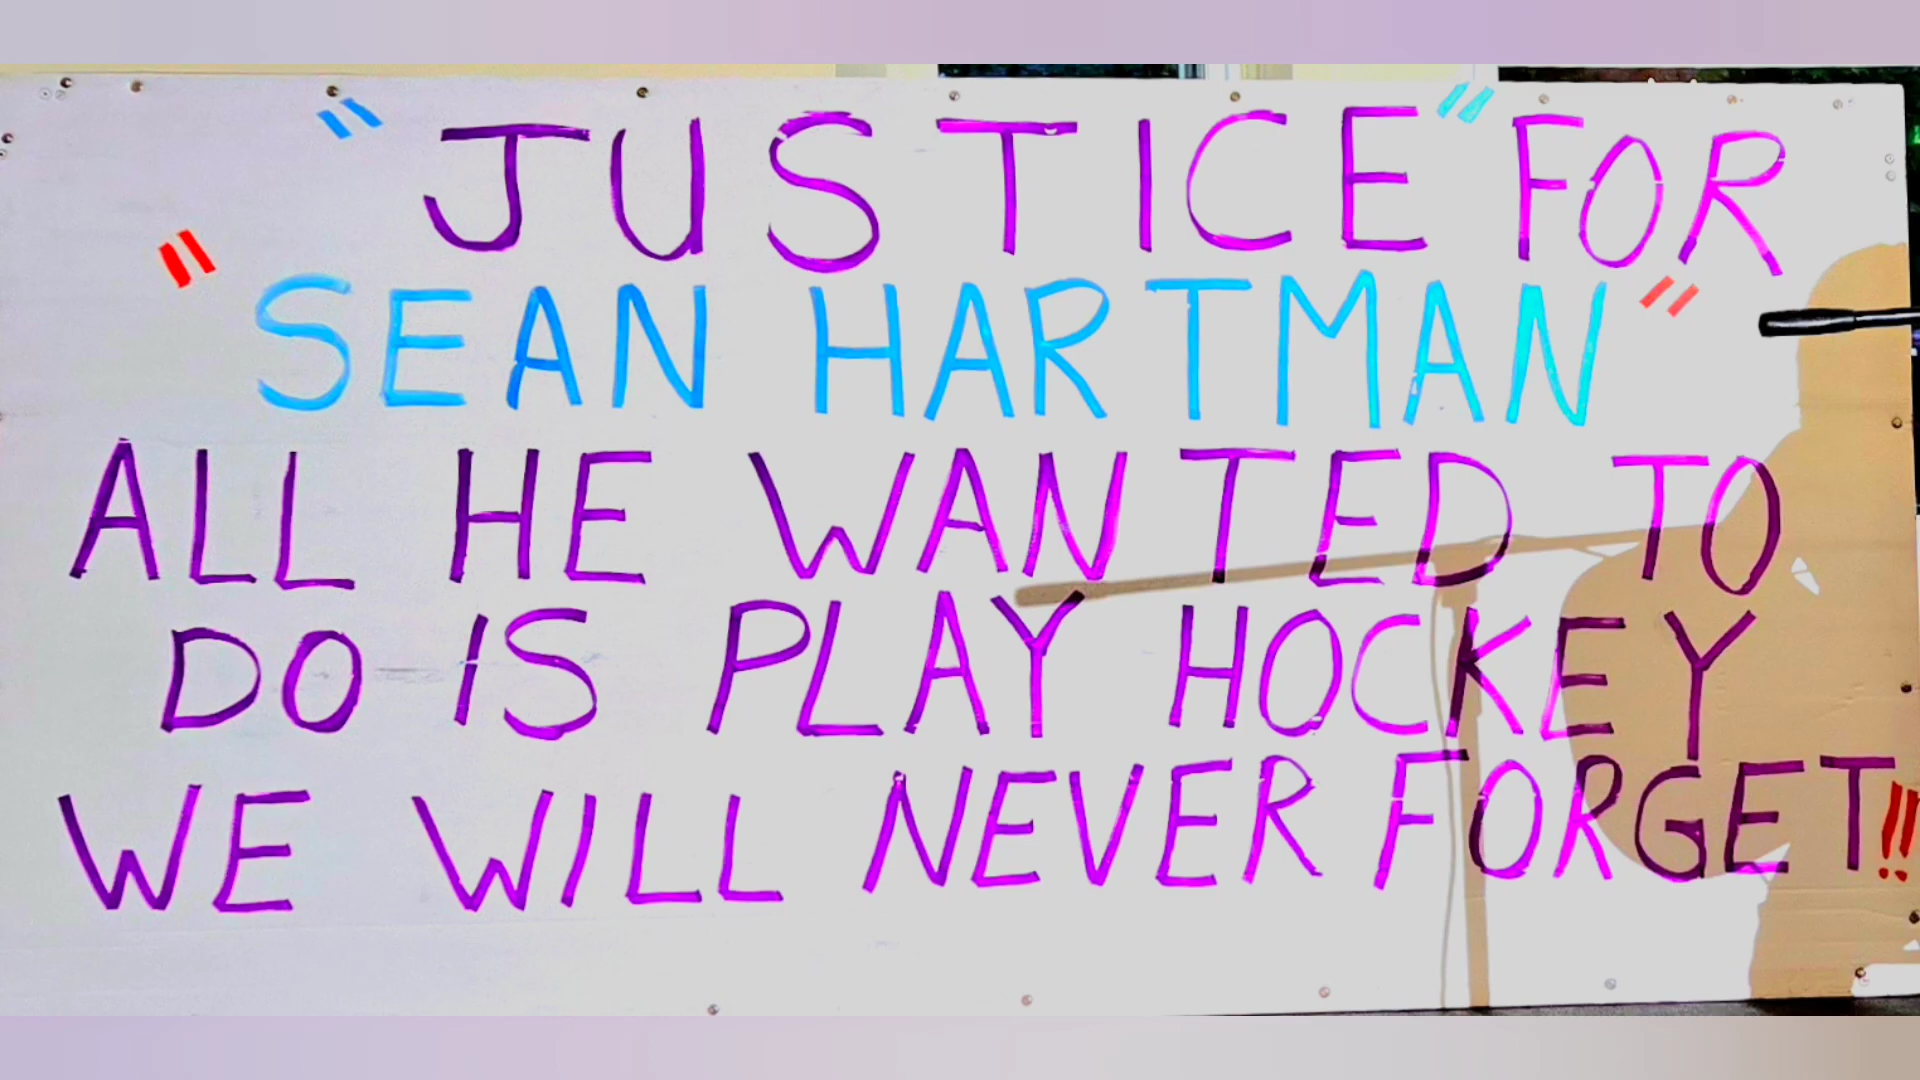 "JUSTICE" FOR
"SEAN HARTMAN"
ALL HE WANTED TO
DO IS PLAY HOCKEY
WE WILL NEVER FORGET!!